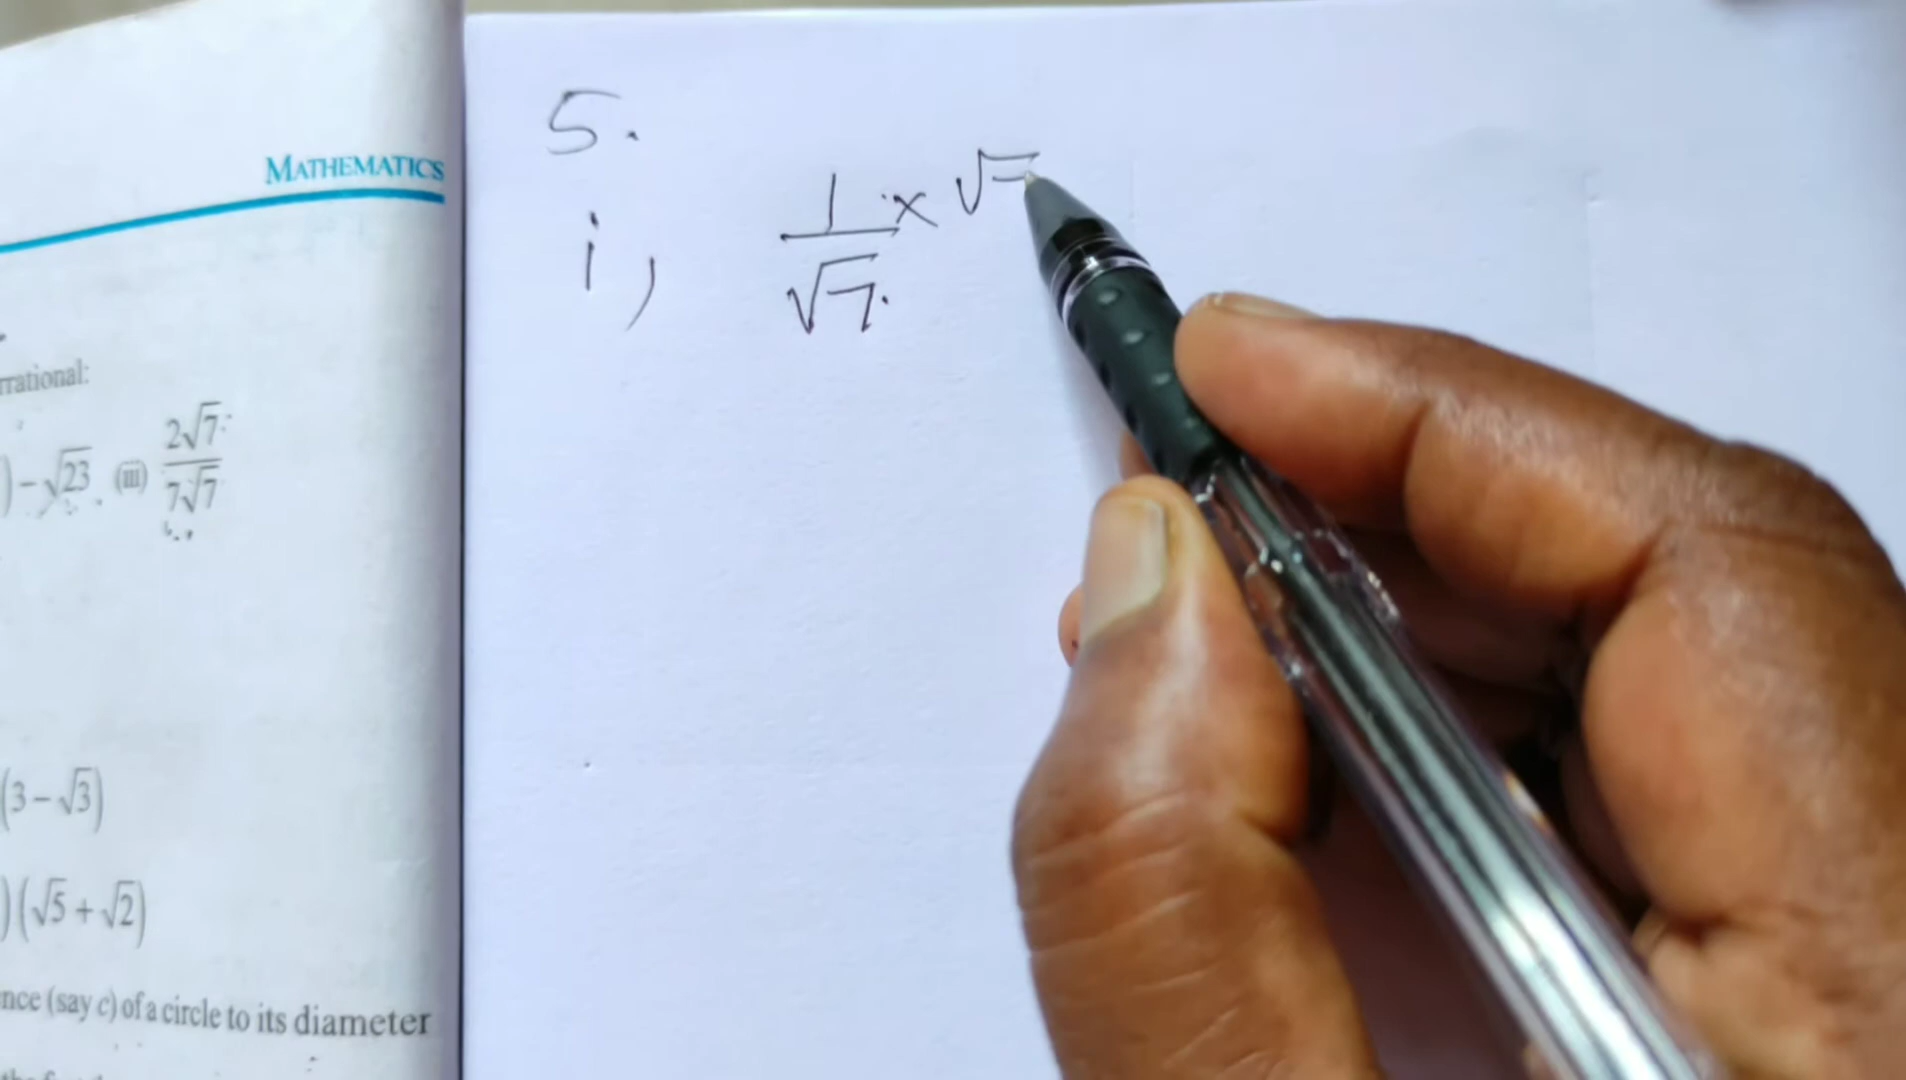 MATHEMATICS
rrational:
) − √23 (iii) 2√7 / 7√7
(3 − √3)
) (√5 + √2)
nce (say c) of a circle to its diameter
5.
i, 1/√7 × √